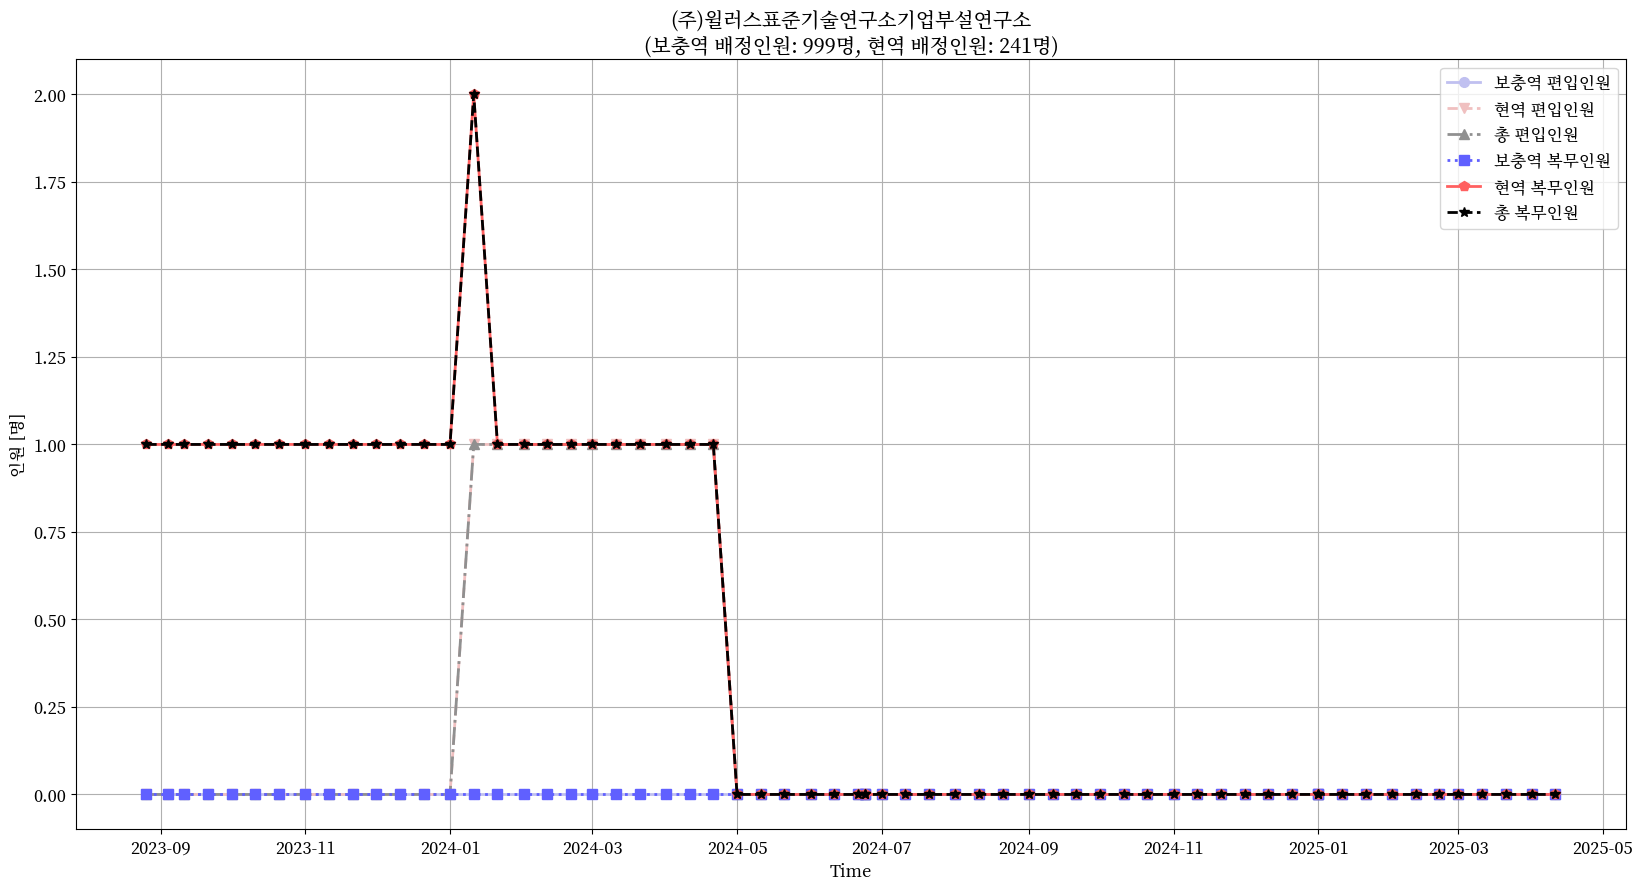 (주)윌러스표준기술연구소기업부설연구소
(보충역 배정인원: 999명, 현역 배정인원: 241명)
보충역 편입인원
현역 편입인원
총 편입인원
보충역 복무인원
현역 복무인원
총 복무인원
인원 [명]
2.00
1.75
1.50
1.25
1.00
0.75
0.50
0.25
0.00
2023-09 2023-11 2024-01 2024-03 2024-05 2024-07 2024-09 2024-11 2025-01 2025-03 2025-05
Time